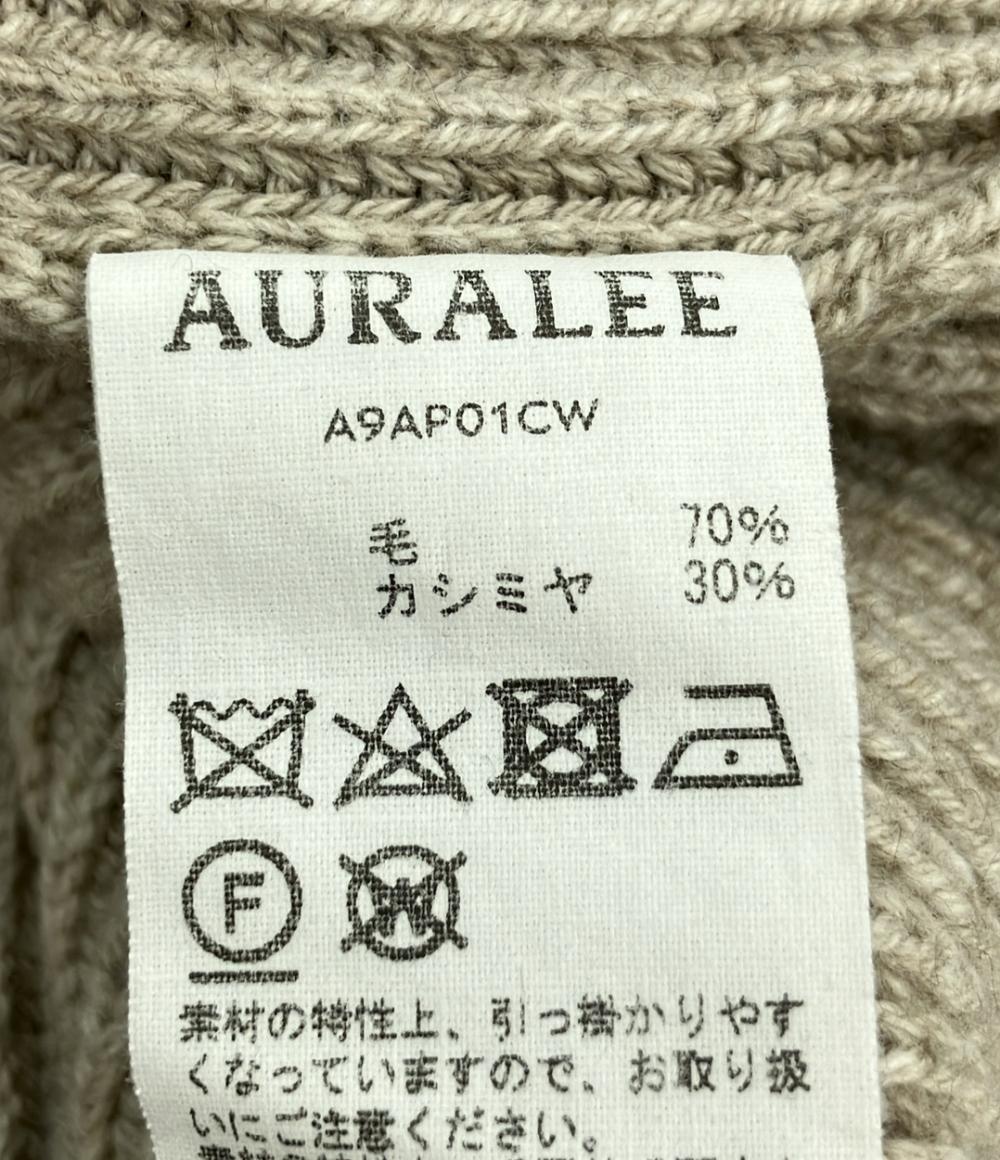 AURALEE
A9AP01CW
毛 70%
カシミヤ 30%
F
W
素材の特性上、引っ掛かりやす
くなっていますので、お取り扱
いにご注意ください。